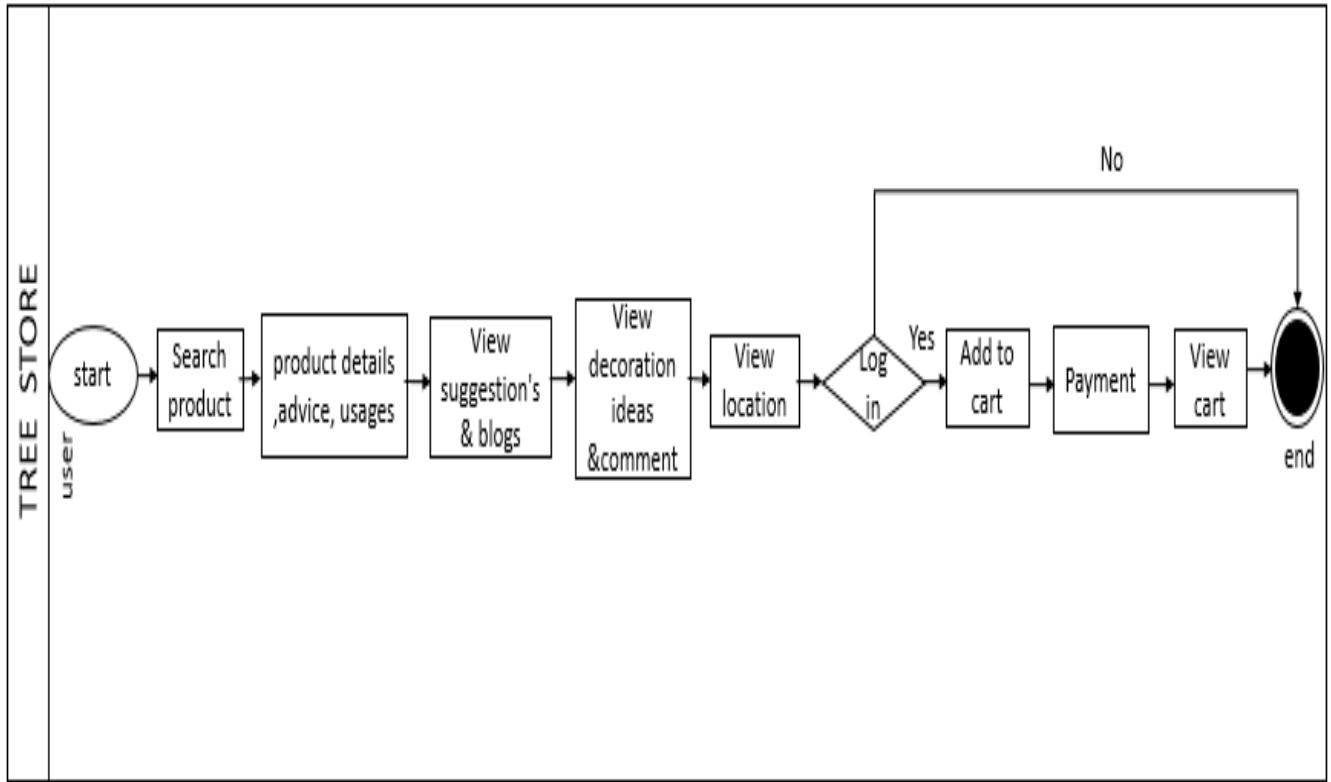 TREE STORE
user
start
Search
product
product details
,advice, usages
View
suggestion's
& blogs
View
decoration
ideas
&comment
View
location
Log
in
Yes
No
Add to
cart
Payment
View
cart
end